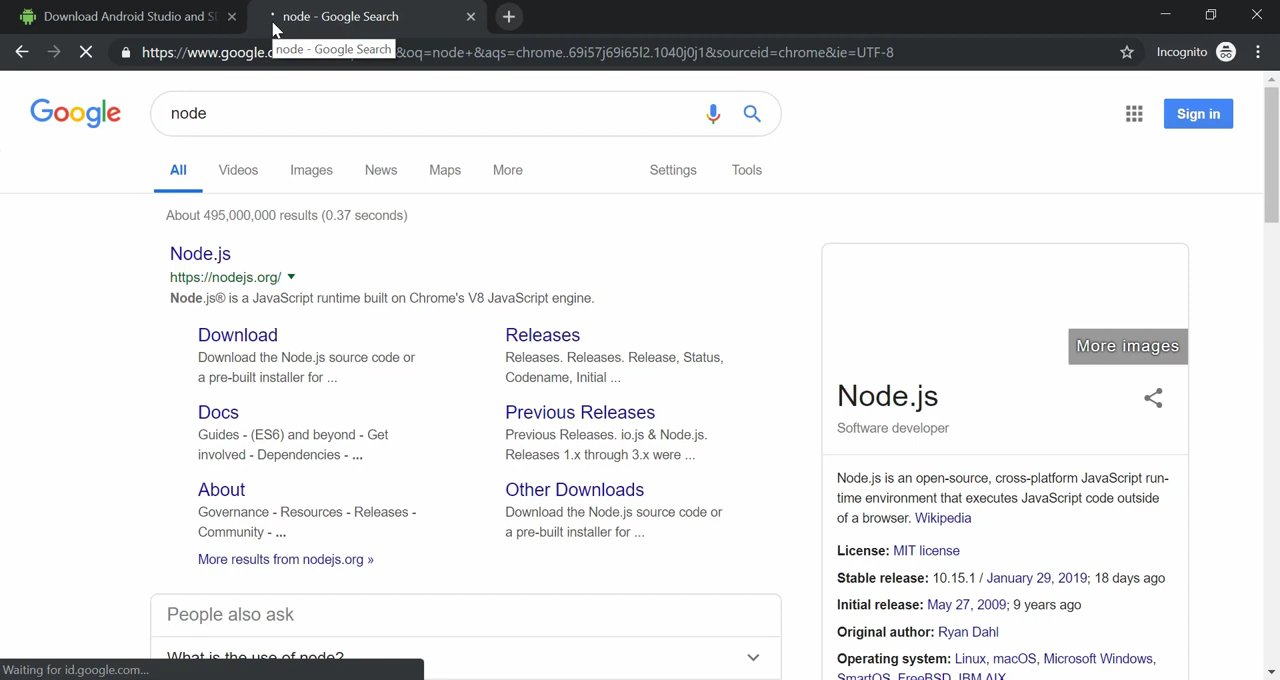 Download Android Studio and S
node - Google Search
https://www.google.c
node - Google Search
&oq=node+&aqs=chrome..69i57j69i65l2.1040j0j1&sourceid=chrome&ie=UTF-8
Incognito
Google
node
Sign in
All Videos Images News Maps More Settings Tools
About 495,000,000 results (0.37 seconds)
Node.js
https://nodejs.org/
Node.js® is a JavaScript runtime built on Chrome's V8 JavaScript engine.
Download
Download the Node.js source code or
a pre-built installer for ...
Releases
Releases. Releases. Release, Status,
Codename, Initial ...
Docs
Guides - (ES6) and beyond - Get
involved - Dependencies - ...
Previous Releases
Previous Releases. io.js & Node.js.
Releases 1.x through 3.x were ...
About
Governance - Resources - Releases -
Community - ...
Other Downloads
Download the Node.js source code or
a pre-built installer for ...
More results from nodejs.org »
People also ask
What is the use of node?
Waiting for id.google.com...
More images
Node.js
Software developer
Node.js is an open-source, cross-platform JavaScript run-
time environment that executes JavaScript code outside
of a browser. Wikipedia
License: MIT license
Stable release: 10.15.1 / January 29, 2019; 18 days ago
Initial release: May 27, 2009; 9 years ago
Original author: Ryan Dahl
Operating system: Linux, macOS, Microsoft Windows,
SmartOS, FreeBSD, IBM AIX